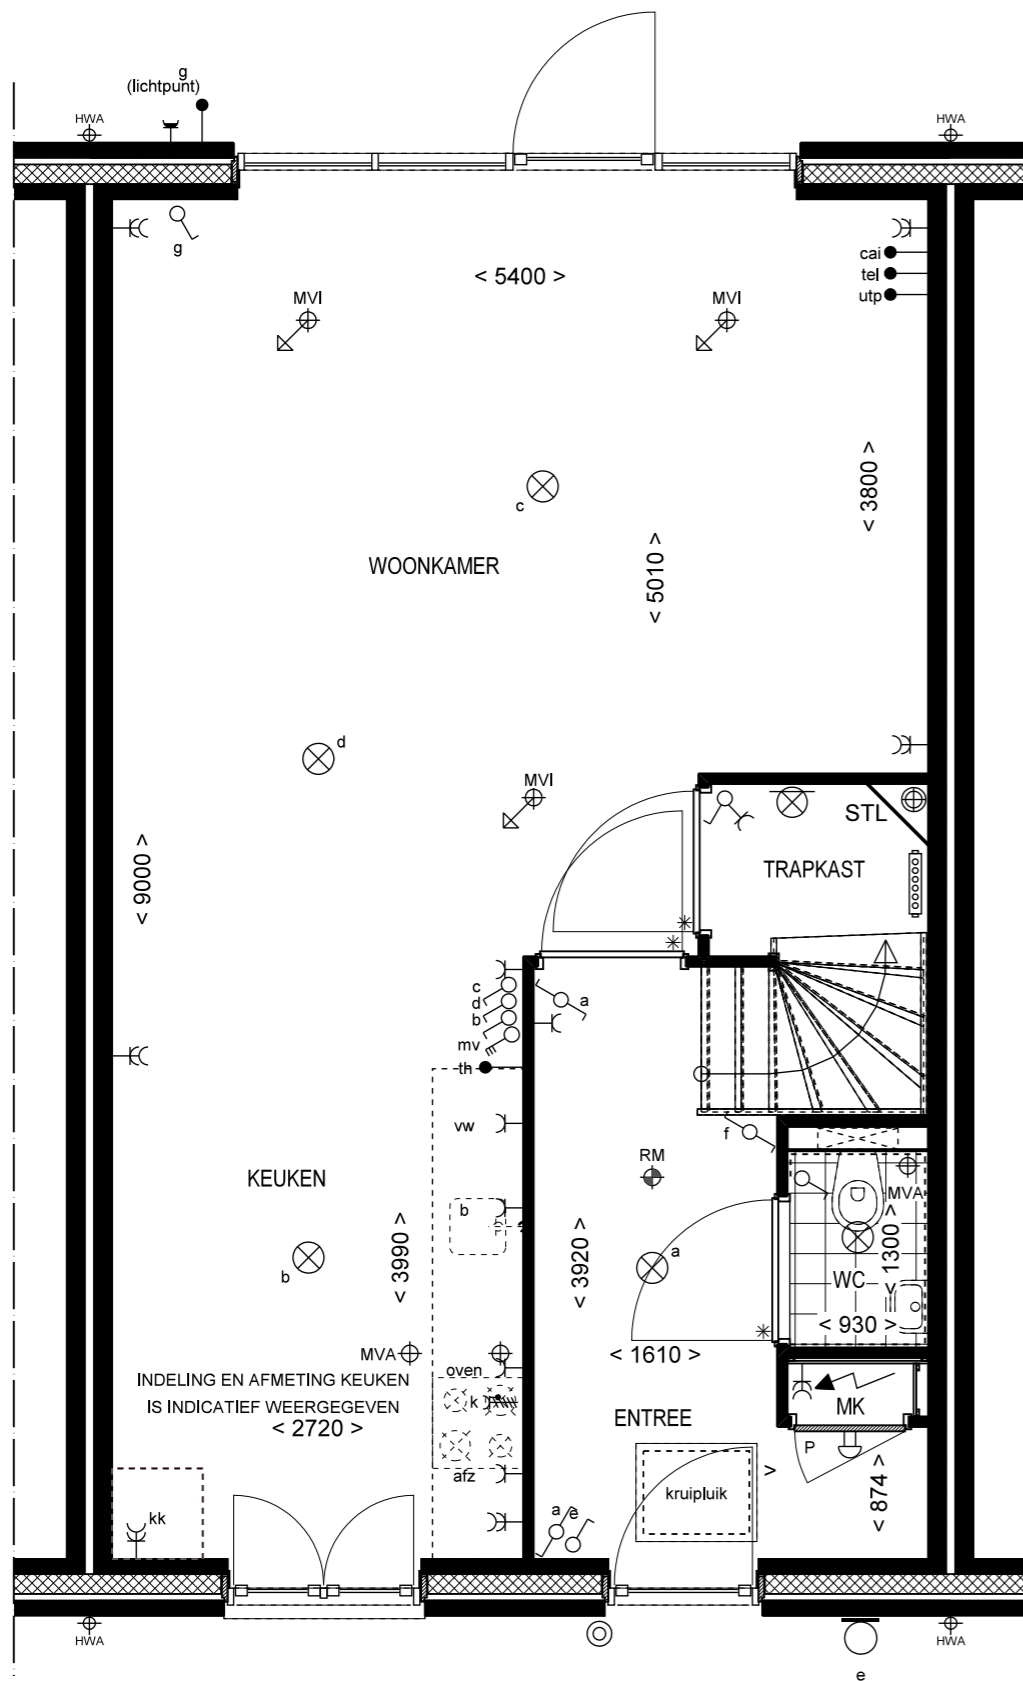 g
(lichtpunt)
HWA
HWA
g
cai
tel
utp
< 5400 >
MVI
MVI
< 3800 >
c
< 5010 >
WOONKAMER
d
MVI
STL
TRAPKAST
< 9000 >
c
d
b
mv
th
a
vw
f
RM
KEUKEN
MVA
b
< 3990 >
< 3920 >
< 1300 >
a
b
WC
< 930 >
MVA
oven
< 1610 >
INDELING EN AFMETING KEUKEN
IS INDICATIEF WEERGEGEVEN
k
MK
< 2720 >
ENTREE
P
afz
kruipluik
>
< 874 >
kk
a
e
HWA
HWA
e